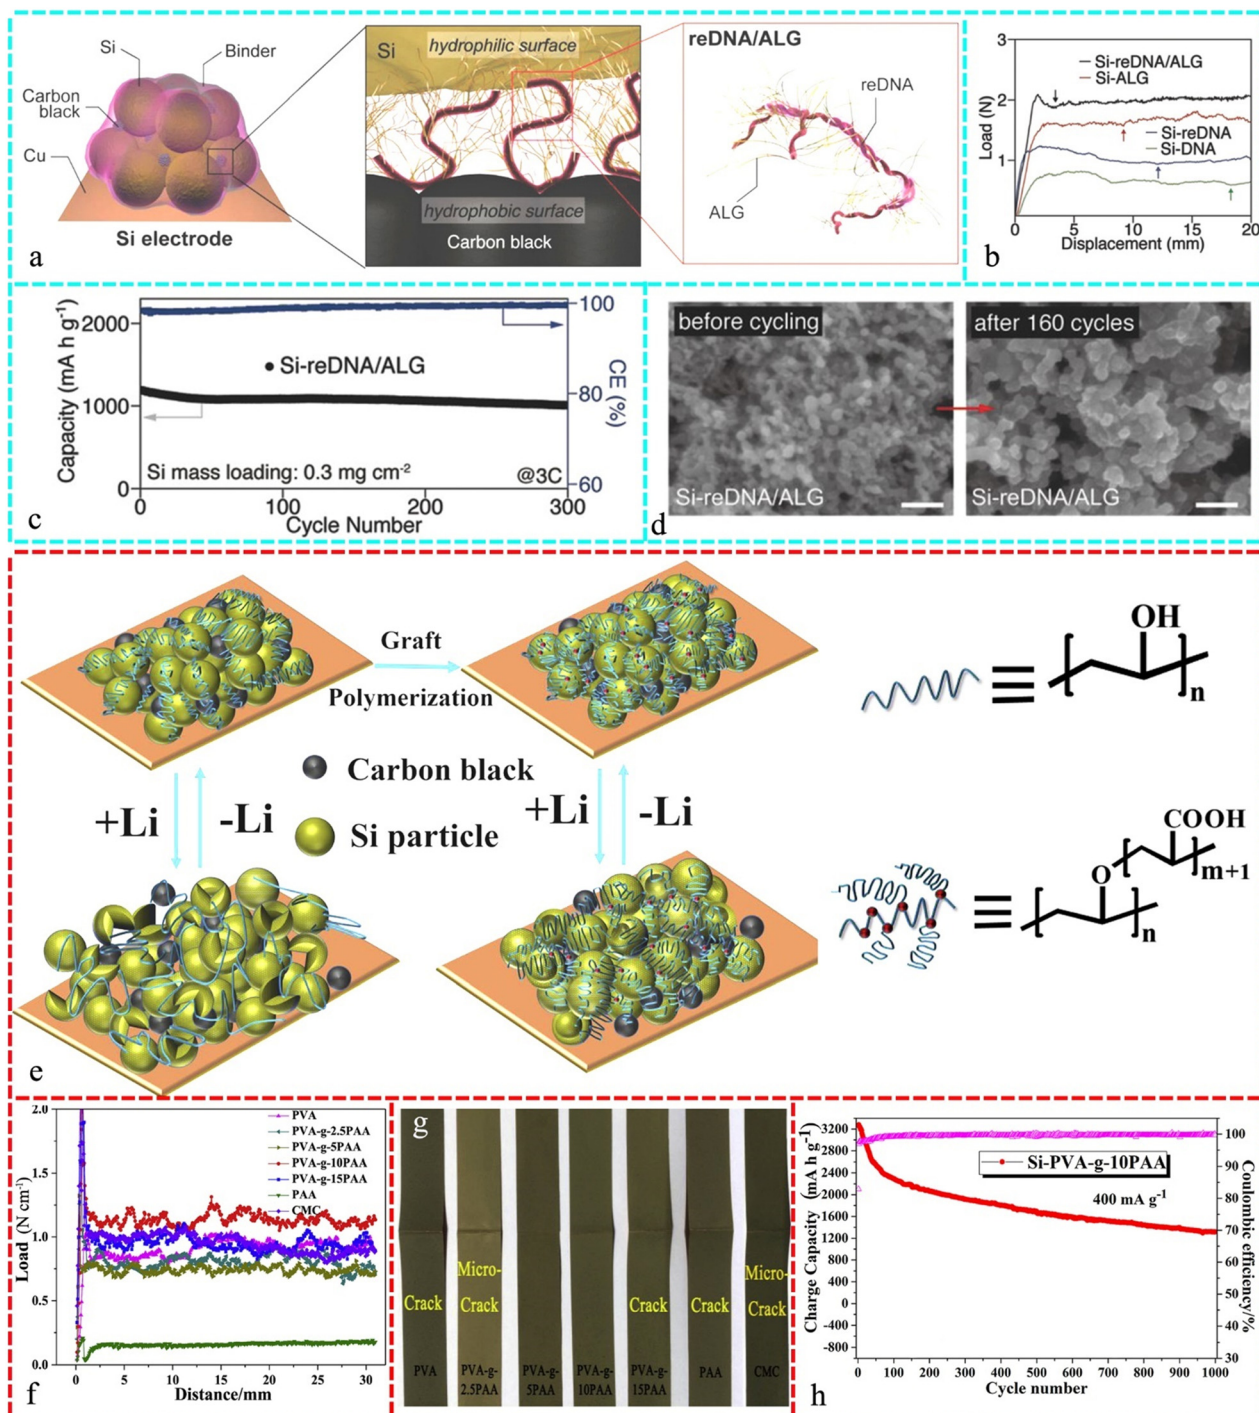 Si
Binder
Carbon
black
Cu
Si electrode
a
Si
hydrophilic surface
hydrophobic surface
Carbon black
reDNA/ALG
reDNA
ALG
3
2
1
Load (N)
Si-reDNA/ALG
Si-ALG
Si-reDNA
Si-DNA
0 5 10 15 20
Displacement (mm)
b
2000
1000
0
Capacity (mA h g⁻¹)
100
80
60
CE (%)
Si-reDNA/ALG
Si mass loading: 0.3 mg cm⁻²
@3C
0 100 200 300
Cycle Number
c
before cycling
Si-reDNA/ALG
after 160 cycles
Si-reDNA/ALG
d
Graft
Polymerization
OH
n
Carbon black
+Li
-Li
Si particle
+Li
-Li
COOH
m+1
O
n
e
2.0
1.5
1.0
0.5
0.0
Load (N cm⁻¹)
PVA
PVA-g-2.5PAA
PVA-g-5PAA
PVA-g-10PAA
PVA-g-15PAA
PAA
CMC
0 5 10 15 20 25 30
Distance/mm
f
g
Crack
Micro-
Crack
Crack
Crack
Micro-
Crack
PVA
PVA-g-
2.5PAA
PVA-g-
5PAA
PVA-g-
10PAA
PVA-g-
15PAA
PAA
CMC
3200
2800
2400
2000
1600
1200
800
400
0
-400
-800
Charge Capacity (mA h g⁻¹)
Si-PVA-g-10PAA
400 mA g⁻¹
100
90
80
70
60
50
40
30
Coulombic efficiency/%
0 100 200 300 400 500 600 700 800 900 1000
Cycle number
h